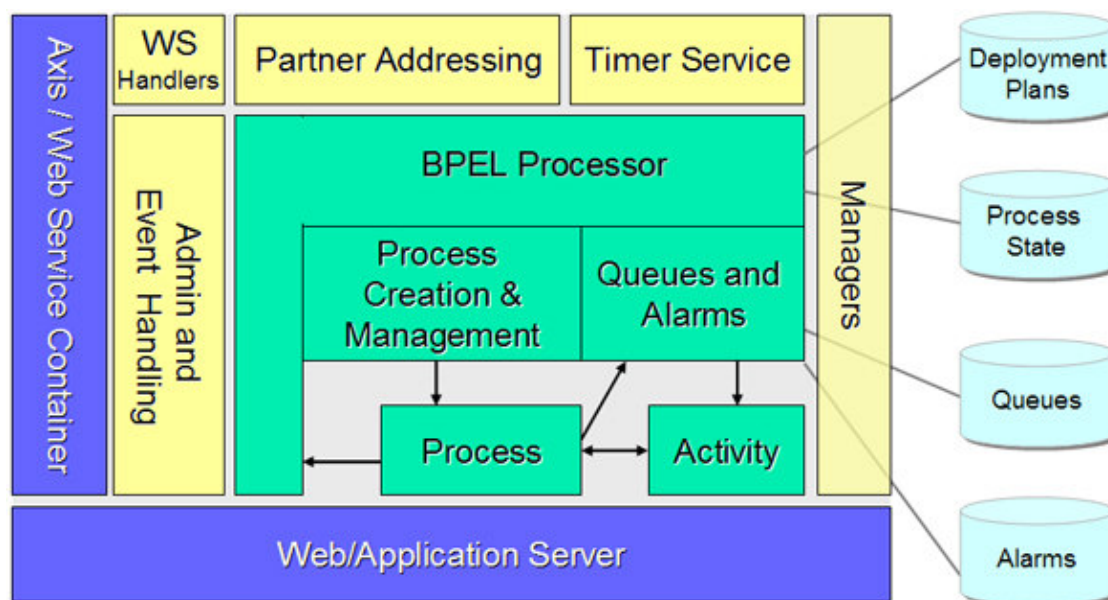 Axis / Web Service Container
WS
Handlers
Partner Addressing
Timer Service
Admin and
Event Handling
BPEL Processor
Process
Creation &
Management
Queues and
Alarms
Process
Activity
Managers
Web/Application Server
Deployment
Plans
Process
State
Queues
Alarms